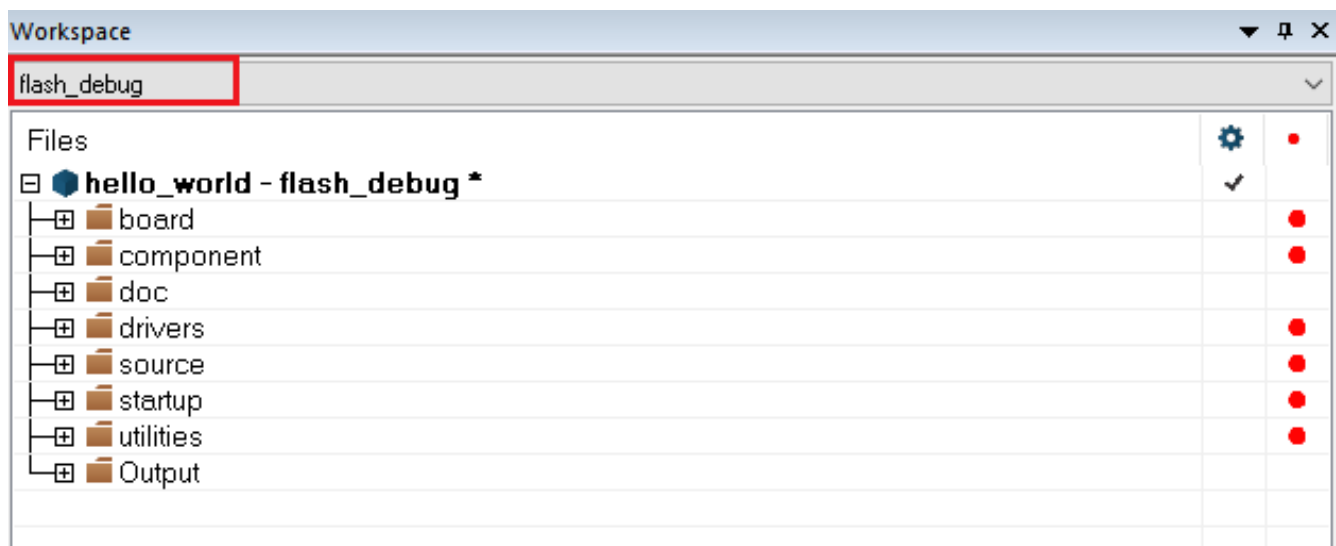 Workspace
flash_debug
Files
hello_world - flash_debug *
board
component
doc
drivers
source
startup
utilities
Output